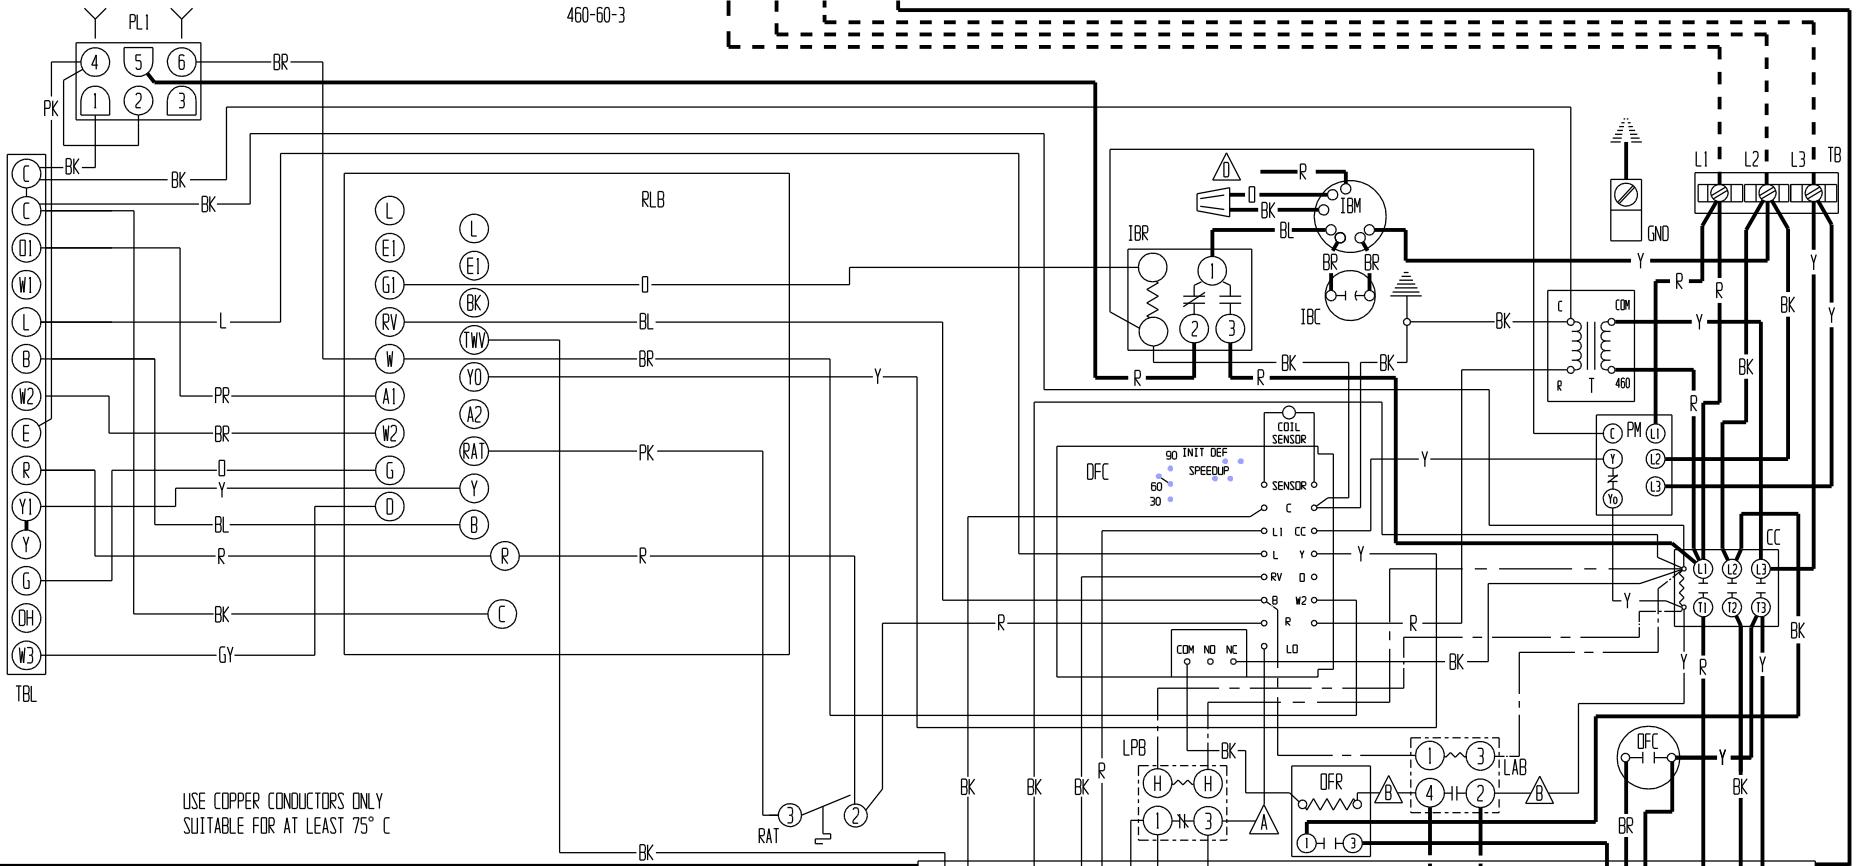 460-60-3
PL1
4
5
6
BR
1
2
3
PK
BK
BK
BK
C
C
O1
W1
L
B
W2
E
R
Y1
Y
G
DH
W3
TBL
L
PR
BR
O
Y
BL
R
BK
GY
RLB
L
E1
G1
RV
W
A1
W2
G
D
L
E1
BK
TWV
YO
A2
RAT
Y
B
R
C
O
BL
BR
Y
PK
R
BK
RAT
3
2
USE COPPER CONDUCTORS ONLY
SUITABLE FOR AT LEAST 75° C
D
R
O
BK
BL
IBM
IBR
1
2
3
BR
BR
IBC
BK
BK
R
R
BK
Y
GND
L1
L2
L3
TB
R
R
BK
BK
Y
Y
C
COM
R
T
460
Y
R
C
PM
L1
Y
L2
Yo
L3
CC
L1
L2
L3
T1
T2
T3
Y
Y
R
Y
BK
COIL
SENSOR
DFC
90 INIT DEF
SPEEDUP
60
30
SENSOR
C
L1
CC
L
Y
RV
O
B
W2
R
LO
COM
NO
NC
Y
Y
R
R
BK
BK
BK
BK
BK
R
LPB
H
H
1
3
A
OFR
1
3
B
LAB
1
3
4
2
B
OFC
Y
BR
BK